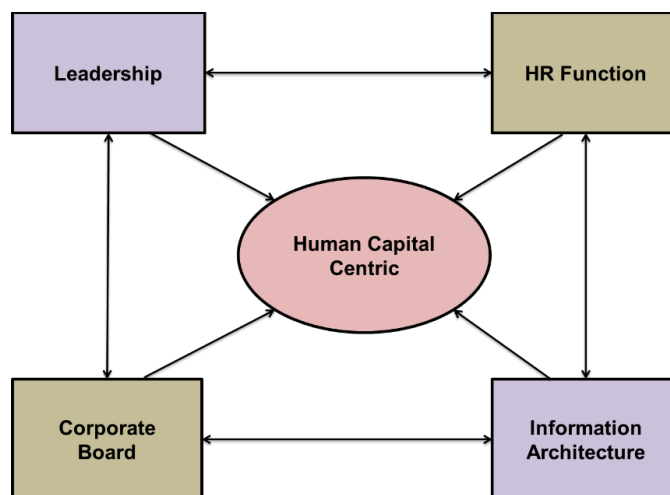 Leadership
HR Function
Human Capital
Centric
Corporate
Board
Information
Architecture